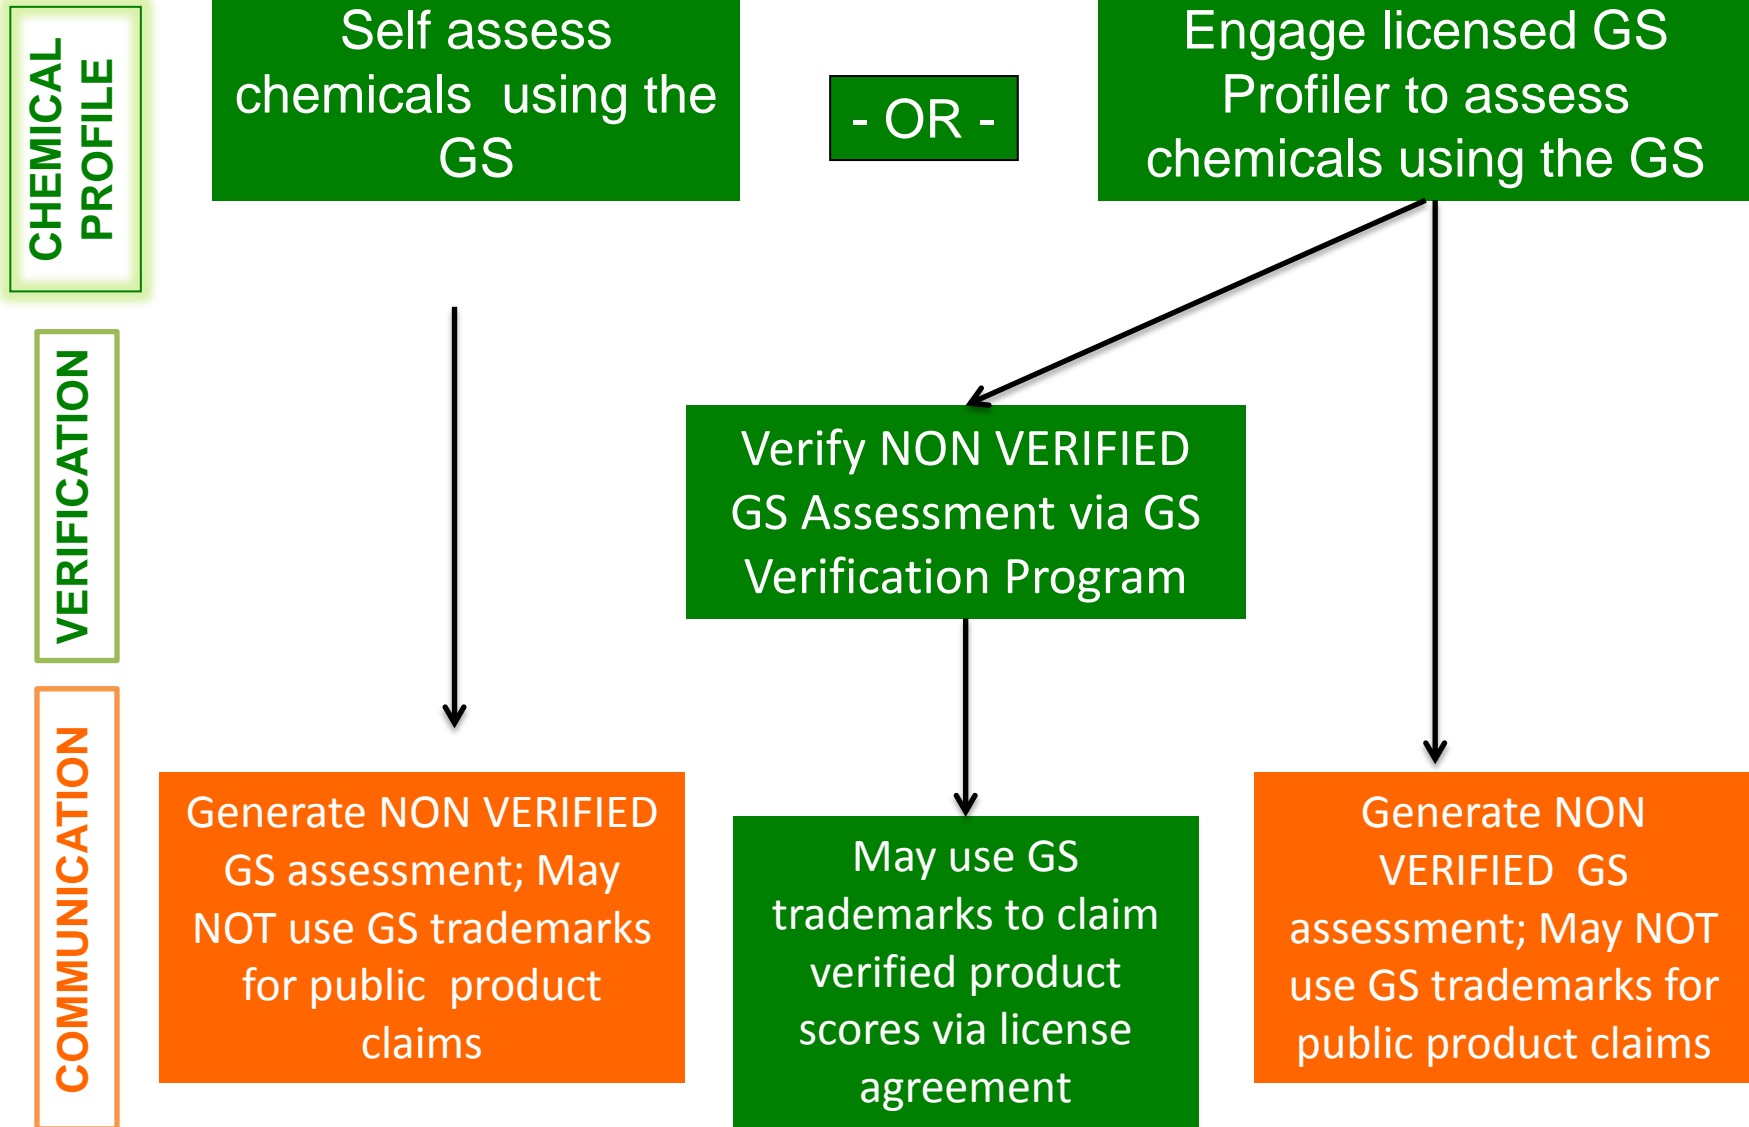 CHEMICAL
PROFILE
Self assess
chemicals  using the
GS
- OR -
Engage licensed GS
Profiler to assess
chemicals using the GS
VERIFICATION
Verify NON VERIFIED
GS Assessment via GS
Verification Program
COMMUNICATION
Generate NON VERIFIED
GS assessment; May
NOT use GS trademarks
for public  product
claims
May use GS
trademarks to claim
verified product
scores via license
agreement
Generate NON
VERIFIED  GS
assessment; May NOT
use GS trademarks for
public product claims